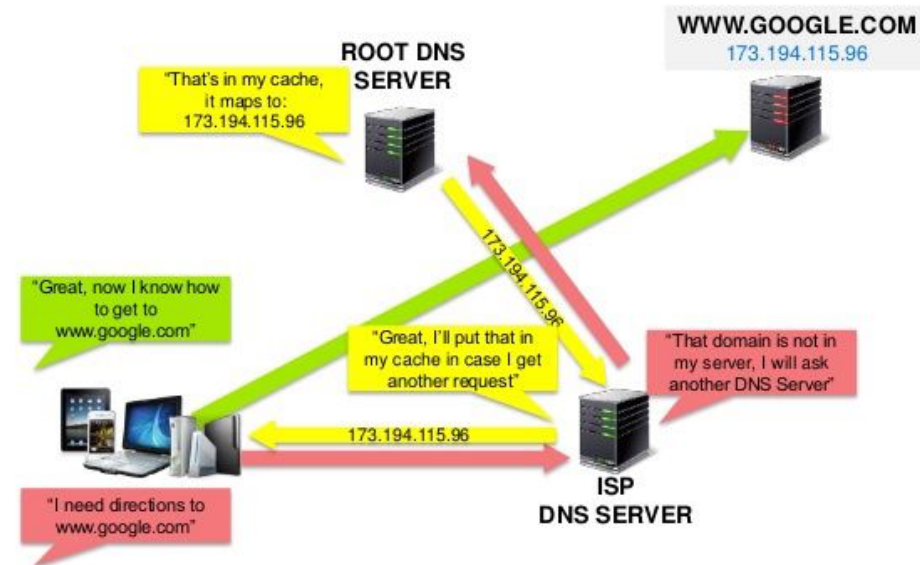 WWW.GOOGLE.COM
173.194.115.96
ROOT DNS
SERVER
“That’s in my cache,
it maps to:
173.194.115.96
173.194.115.96
“Great, now I know how
to get to
www.google.com”
“Great, I’ll put that in
my cache in case I get
another request”
“That domain is not in
my server, I will ask
another DNS Server”
173.194.115.96
ISP
DNS SERVER
“I need directions to
www.google.com”